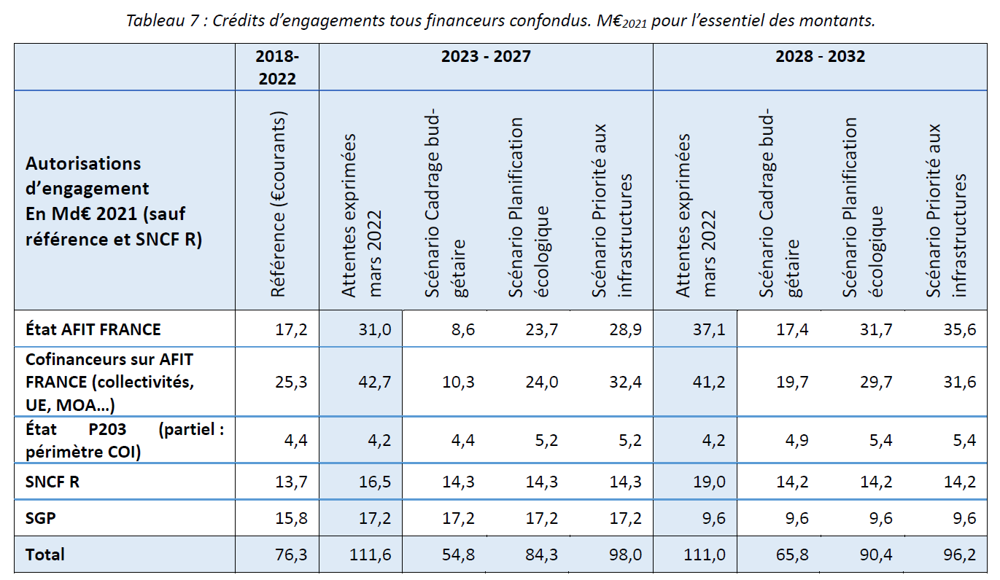 Tableau 7 : Crédits d’engagements tous financeurs confondus. M€2021 pour l’essentiel des montants.
2018-
2022
2023 - 2027
2028 - 2032
Autorisations
d’engagement
En Md€ 2021 (sauf
référence et SNCF R)
Référence (€courants)
Attentes exprimées
mars 2022
Scénario Cadrage bud-
gétaire
Scénario Planification
écologique
Scénario Priorité aux
infrastructures
Attentes exprimées
mars 2022
Scénario Cadrage bud-
gétaire
Scénario Planification
écologique
Scénario Priorité aux
infrastructures
État AFIT FRANCE 17,2 31,0 8,6 23,7 28,9 37,1 17,4 31,7 35,6
Cofinanceurs sur AFIT
FRANCE (collectivités, 25,3 42,7 10,3 24,0 32,4 41,2 19,7 29,7 31,6
UE, MOA…)
État P203 (partiel :
périmètre COI) 4,4 4,2 4,4 5,2 5,2 4,2 4,9 5,4 5,4
SNCF R 13,7 16,5 14,3 14,3 14,3 19,0 14,2 14,2 14,2
SGP 15,8 17,2 17,2 17,2 17,2 9,6 9,6 9,6 9,6
Total 76,3 111,6 54,8 84,3 98,0 111,0 65,8 90,4 96,2